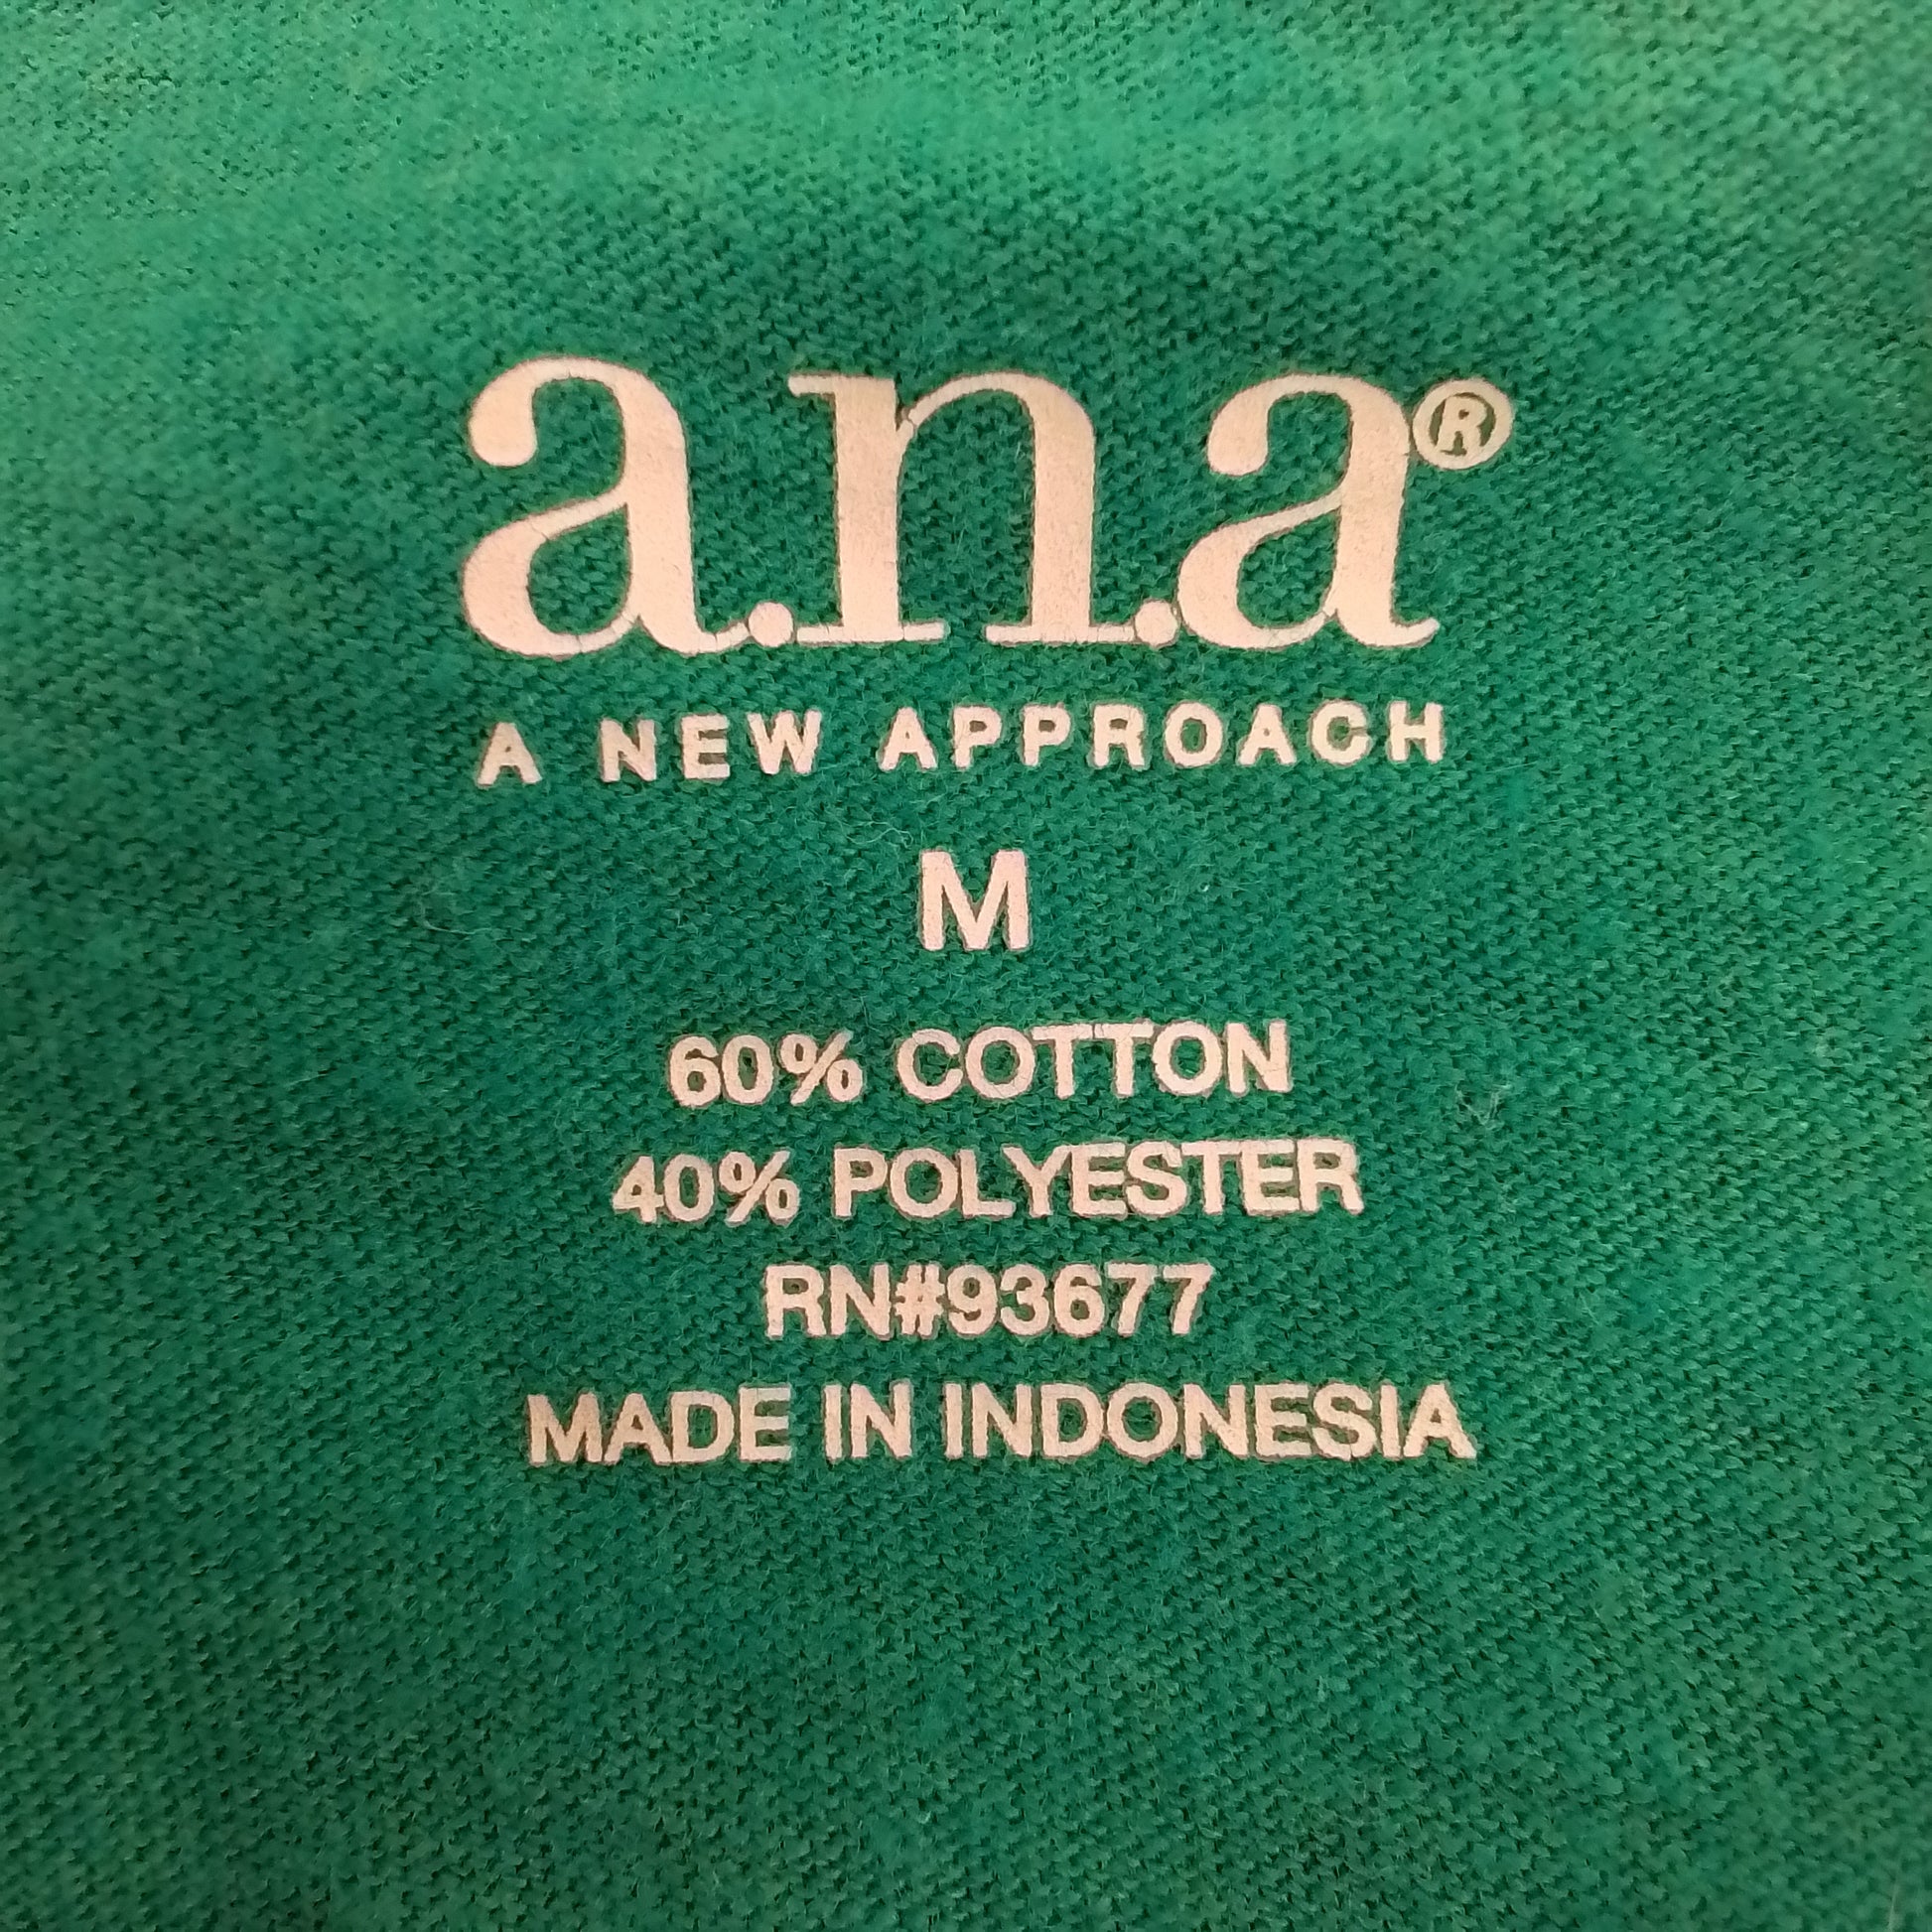 a.n.a®
A NEW APPROACH
M
60% COTTON
40% POLYESTER
RN#93677
MADE IN INDONESIA